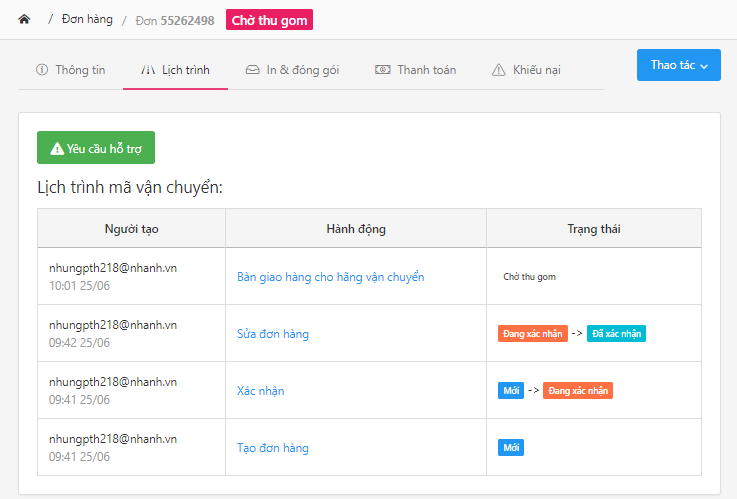 / Đơn hàng / Đơn 55262498 Chờ thu gom
Thông tin Lịch trình In & đóng gói Thanh toán Khiếu nại Thao tác
Yêu cầu hỗ trợ
Lịch trình mã vận chuyển:
Người tạo Hành động Trạng thái
nhungpth218@nhanh.vn
10:01 25/06
Bàn giao hàng cho hãng vận chuyển
Chờ thu gom
nhungpth218@nhanh.vn
09:42 25/06
Sửa đơn hàng
Đang xác nhận -> Đã xác nhận
nhungpth218@nhanh.vn
09:41 25/06
Xác nhận
Mới -> Đang xác nhận
nhungpth218@nhanh.vn
09:41 25/06
Tạo đơn hàng
Mới